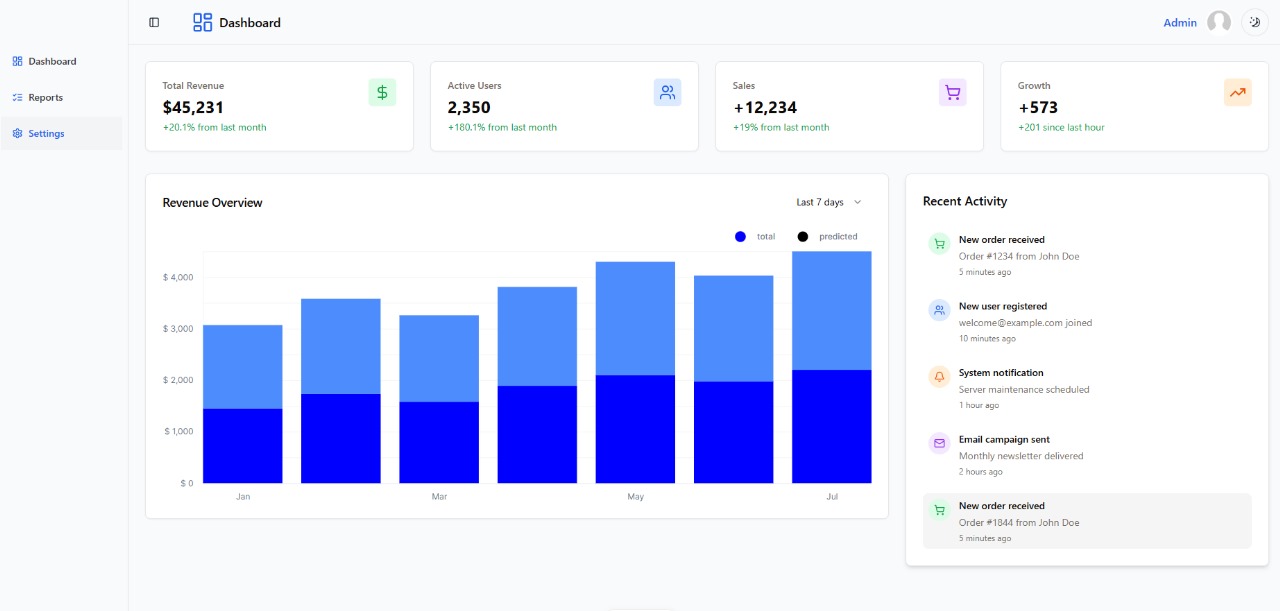 Dashboard
Admin
Dashboard
Reports
Settings
Total Revenue
$45,231
+20.1% from last month
Active Users
2,350
+180.1% from last month
Sales
+12,234
+19% from last month
Growth
+573
+201 since last hour
Revenue Overview
Last 7 days
total
predicted
$ 4,000
$ 3,000
$ 2,000
$ 1,000
$ 0
Jan
Mar
May
Jul
Recent Activity
New order received
Order #1234 from John Doe
5 minutes ago
New user registered
welcome@example.com joined
10 minutes ago
System notification
Server maintenance scheduled
1 hour ago
Email campaign sent
Monthly newsletter delivered
2 hours ago
New order received
Order #1844 from John Doe
5 minutes ago